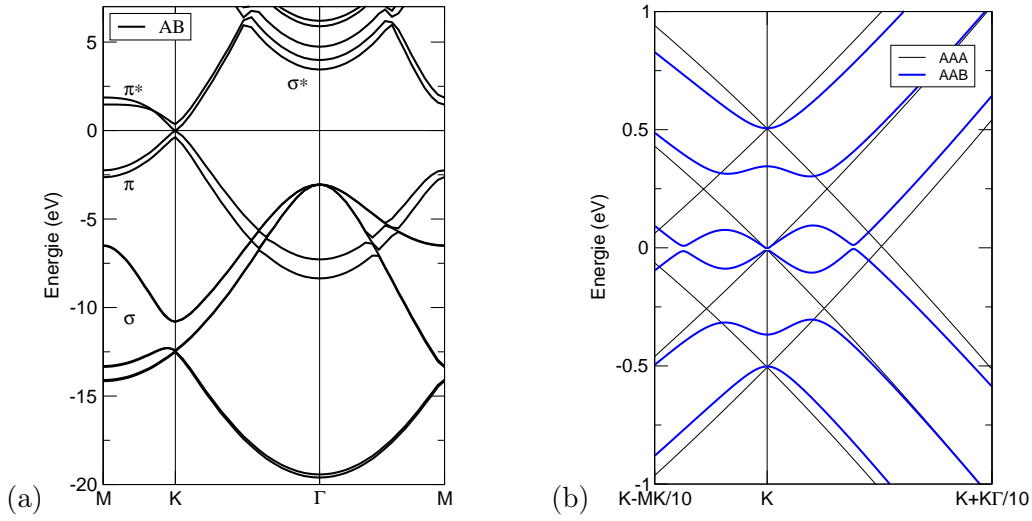 (a)
Energie (eV)
5
0
-5
-10
-15
-20
AB
π*
π
σ
σ*
M
K
Γ
M
(b)
Energie (eV)
1
0.5
0
-0.5
-1
AAA
AAB
K-MK/10
K
K+KΓ/10